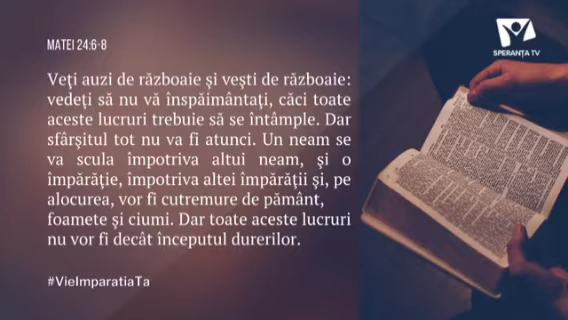 MATEI 24:6-8
SPERANȚA TV
Veți auzi de războaie și vești de războaie:
vedeți să nu vă înspăimântați, căci toate
aceste lucruri trebuie să se întâmple. Dar
sfârșitul tot nu va fi atunci. Un neam se
va scula împotriva altui neam, și o
împărăție, împotriva altei împărății și, pe
alocurea, vor fi cutremure de pământ,
foamete și ciumi. Dar toate aceste lucruri
nu vor fi decât începutul durerilor.
#VieImparatiaTa